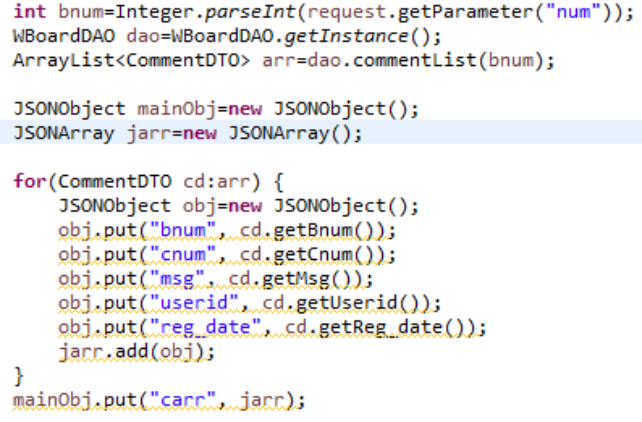 int bnum=Integer.parseInt(request.getParameter("num"));
WBoardDAO dao=WBoardDAO.getInstance();
ArrayList<CommentDTO> arr=dao.commentList(bnum);

JSONObject mainObj=new JSONObject();
JSONArray jarr=new JSONArray();

for(CommentDTO cd:arr) {
    JSONObject obj=new JSONObject();
    obj.put("bnum", cd.getBnum());
    obj.put("cnum", cd.getCnum());
    obj.put("msg", cd.getMsg());
    obj.put("userid", cd.getUserid());
    obj.put("reg_date", cd.getReg_date());
    jarr.add(obj);
}
mainObj.put("carr", jarr);